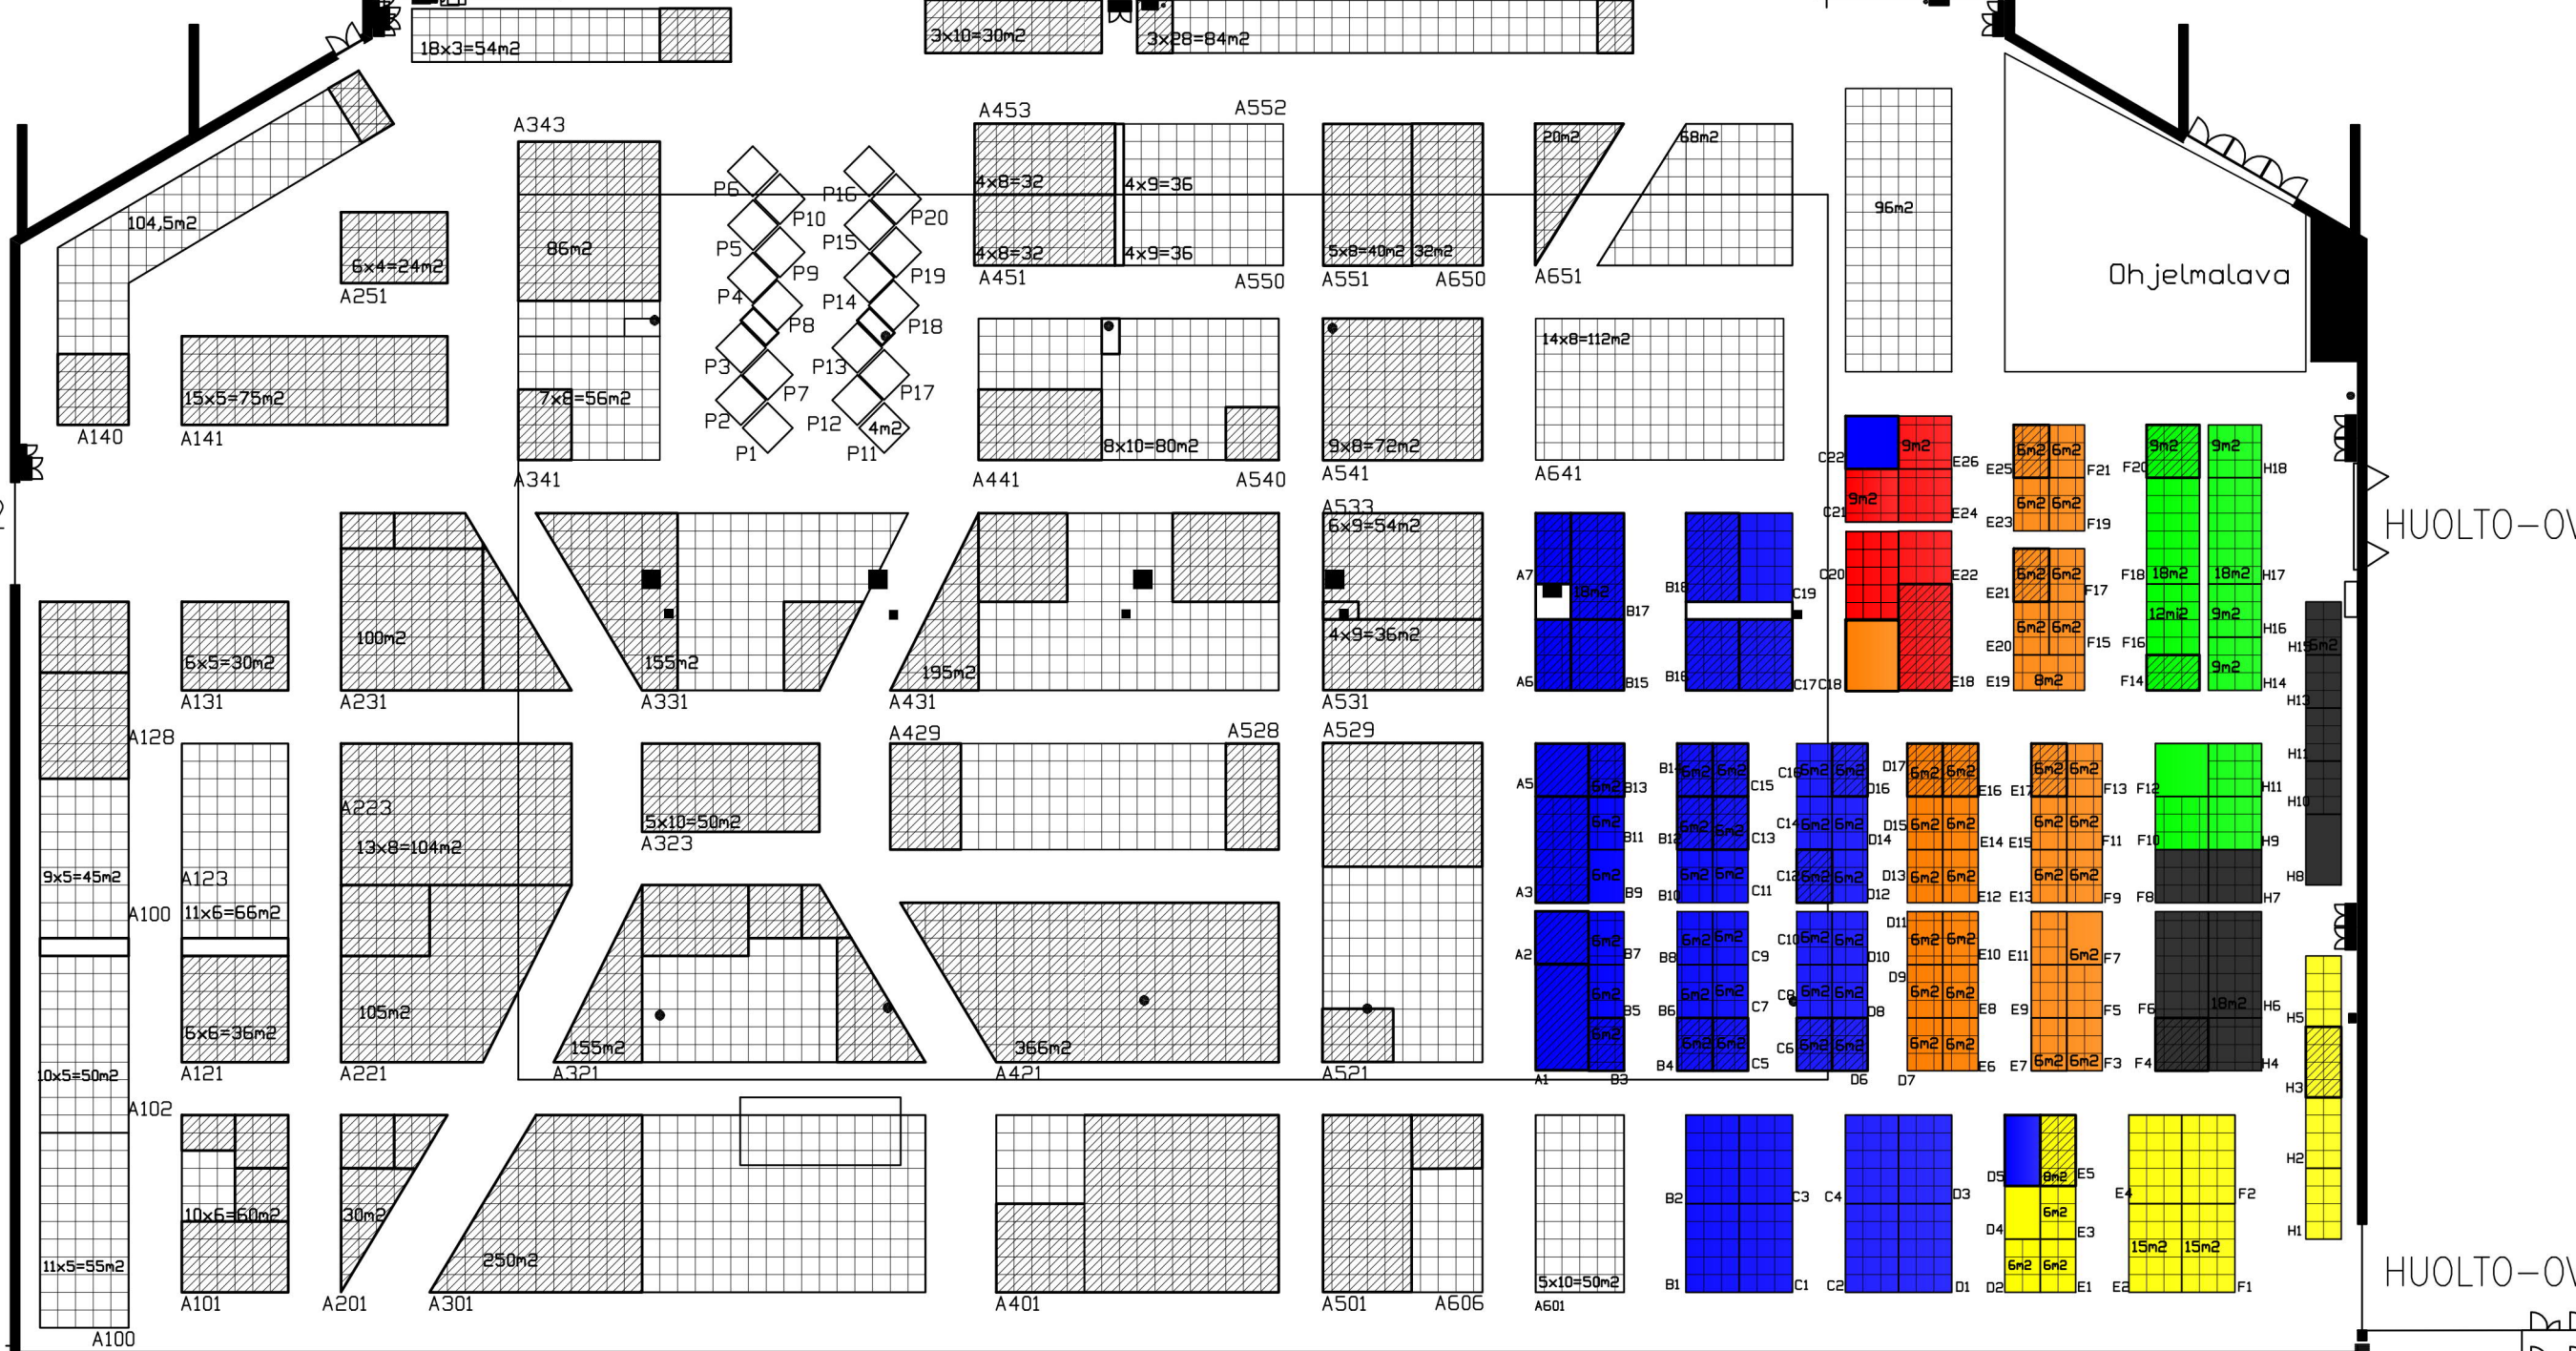 18x3=54m2
3x10=30m2
3x28=84m2
A343
A453
A552
20m2
68m2
104,5m2
6x4=24m2
A251
86m2
P6
P10
P16
P20
P5
P9
P15
P19
P4
P8
P14
P18
P3
P7
P13
P17
P2
P1
P12
P11
4m2
4x8=32
4x9=36
4x8=32
4x9=36
A451
A550
5x8=40m2
32m2
A551
A650
A651
96m2
Ohjelmalava
15x5=75m2
A140
A141
7x8=56m2
A341
8x10=80m2
A441
A540
9x8=72m2
A541
14x8=112m2
A641
C22
9m2
E26
9m2
C21
E24
E25
6m2
6m2
F21
6m2
6m2
E23
F19
F20
9m2
9m2
H18
HUOLTO-OV
A533
6x9=54m2
4x9=36m2
A531
A7
18m2
B17
A6
B15
B18
C19
B16
C17
C18
C20
E22
E18
E21
6m2
6m2
F17
E20
6m2
6m2
F15
E19
8m2
F18
18m2
18m2
H17
12mi2
9m2
F16
H16
9m2
F14
H14
6m2
H15
H13
H11
H10
H8
6x5=30m2
A131
100m2
A231
155m2
A331
195m2
A431
A128
A223
13x8=104m2
9x5=45m2
A123
A100
11x6=66m2
5x10=50m2
A323
A429
A528
A529
A5
6m2
B13
6m2
B11
A3
6m2
B9
B14
6m2
6m2
C15
B12
6m2
6m2
C13
B10
6m2
6m2
C11
C16
6m2
6m2
D16
C14
6m2
6m2
D14
C12
6m2
6m2
D12
D17
6m2
6m2
E16
D15
6m2
6m2
E14
D13
6m2
6m2
E12
E17
6m2
6m2
F13
E15
6m2
6m2
F11
E13
6m2
6m2
F9
F12
H11
F10
H9
F8
H7
A2
6m2
B7
6m2
B5
6m2
A1
B3
B8
6m2
6m2
C9
B6
6m2
6m2
C7
B4
6m2
6m2
C5
C10
6m2
6m2
D10
C8
6m2
6m2
D8
C6
6m2
6m2
D6
D11
6m2
6m2
E10
D9
6m2
6m2
E8
6m2
6m2
D7
E6
E11
6m2
F7
E9
F5
E7
6m2
6m2
F3
F6
18m2
H6
F4
H4
H5
H3
H2
H1
6x6=36m2
A121
105m2
A221
155m2
A321
366m2
A421
A521
10x5=50m2
A102
11x5=55m2
A100
10x6=60m2
A101
30m2
A201
250m2
A301
A401
A501
A606
5x10=50m2
A601
B2
C3
B1
C1
C4
D3
C2
D1
D5
8m2
E5
D4
6m2
E3
6m2
6m2
D2
E1
E4
F2
15m2
15m2
E2
F1
HUOLTO-OV